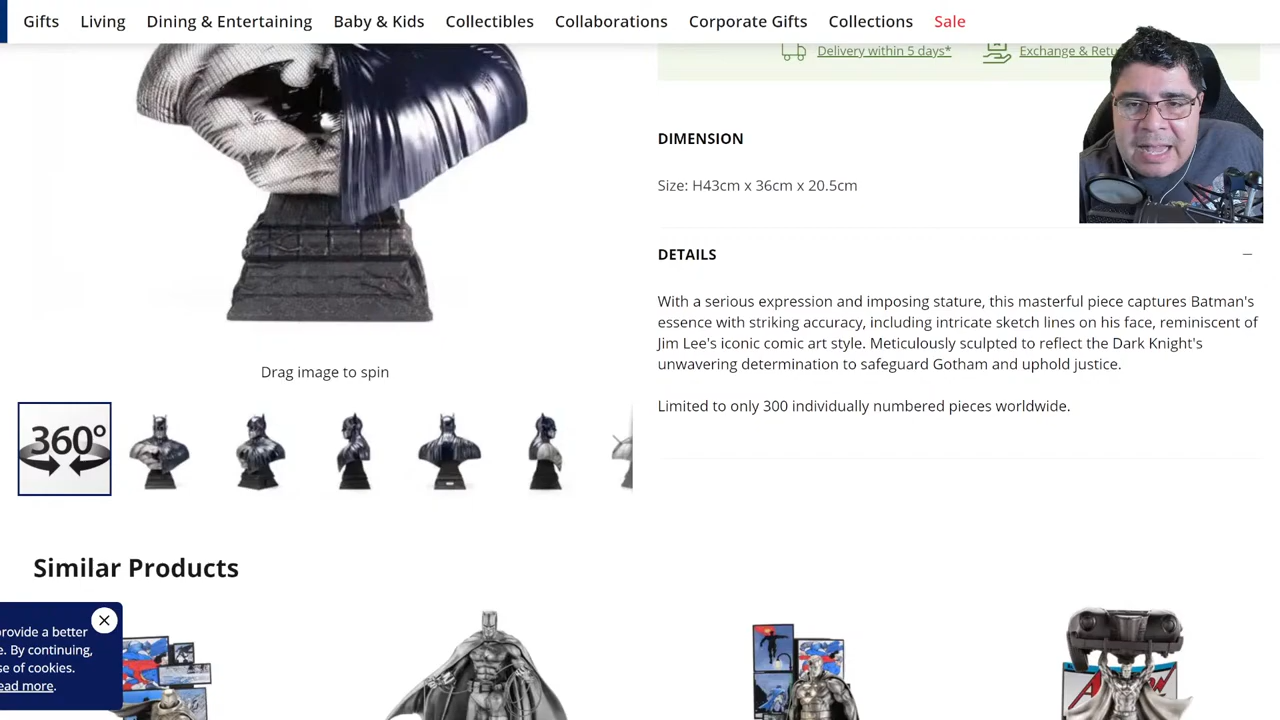 Gifts Living Dining & Entertaining Baby & Kids Collectibles Collaborations Corporate Gifts Collections Sale
Delivery within 5 days* Exchange &
DIMENSION
Size: H43cm x 36cm x 20.5cm
DETAILS
With a serious expression and imposing stature, this masterful piece captures Batman's
essence with striking accuracy, including intricate sketch lines on his face, reminiscent of
Jim Lee's iconic comic art style. Meticulously sculpted to reflect the Dark Knight's
unwavering determination to safeguard Gotham and uphold justice.
Limited to only 300 individually numbered pieces worldwide.
Drag image to spin
360°
Similar Products
provide a better
e. By continuing,
se of cookies.
ead more.